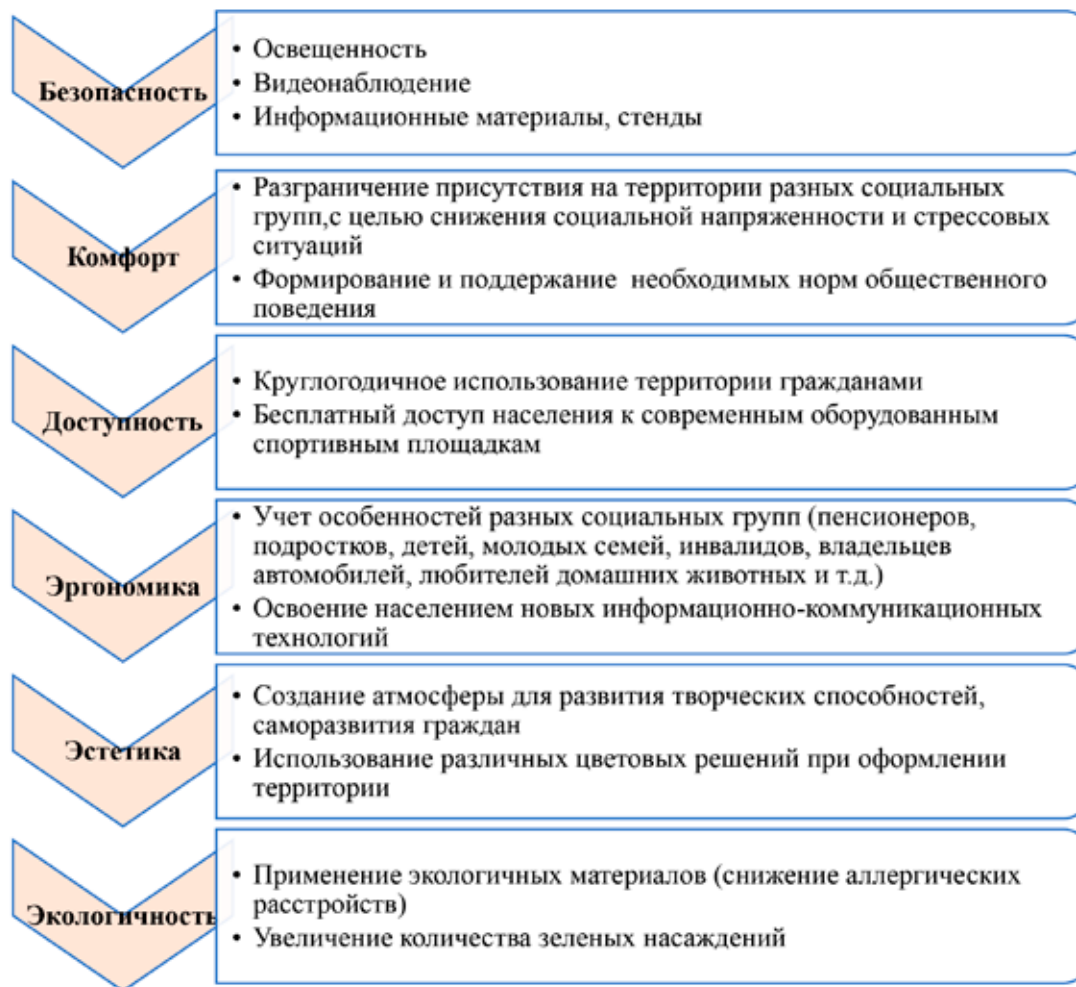 Безопасность
• Освещенность
• Видеонаблюдение
• Информационные материалы, стенды
Комфорт
• Разграничение присутствия на территории разных социальных
групп,с целью снижения социальной напряженности и стрессовых
ситуаций
• Формирование и поддержание необходимых норм общественного
поведения
Доступность
• Круглогодичное использование территории гражданами
• Бесплатный доступ населения к современным оборудованным
спортивным площадкам
Эргономика
• Учет особенностей разных социальных групп (пенсионеров,
подростков, детей, молодых семей, инвалидов, владельцев
автомобилей, любителей домашних животных и т.д.)
• Освоение населением новых информационно-коммуникационных
технологий
Эстетика
• Создание атмосферы для развития творческих способностей,
саморазвития граждан
• Использование различных цветовых решений при оформлении
территории
Экологичность
• Применение экологичных материалов (снижение аллергических
расстройств)
• Увеличение количества зеленых насаждений